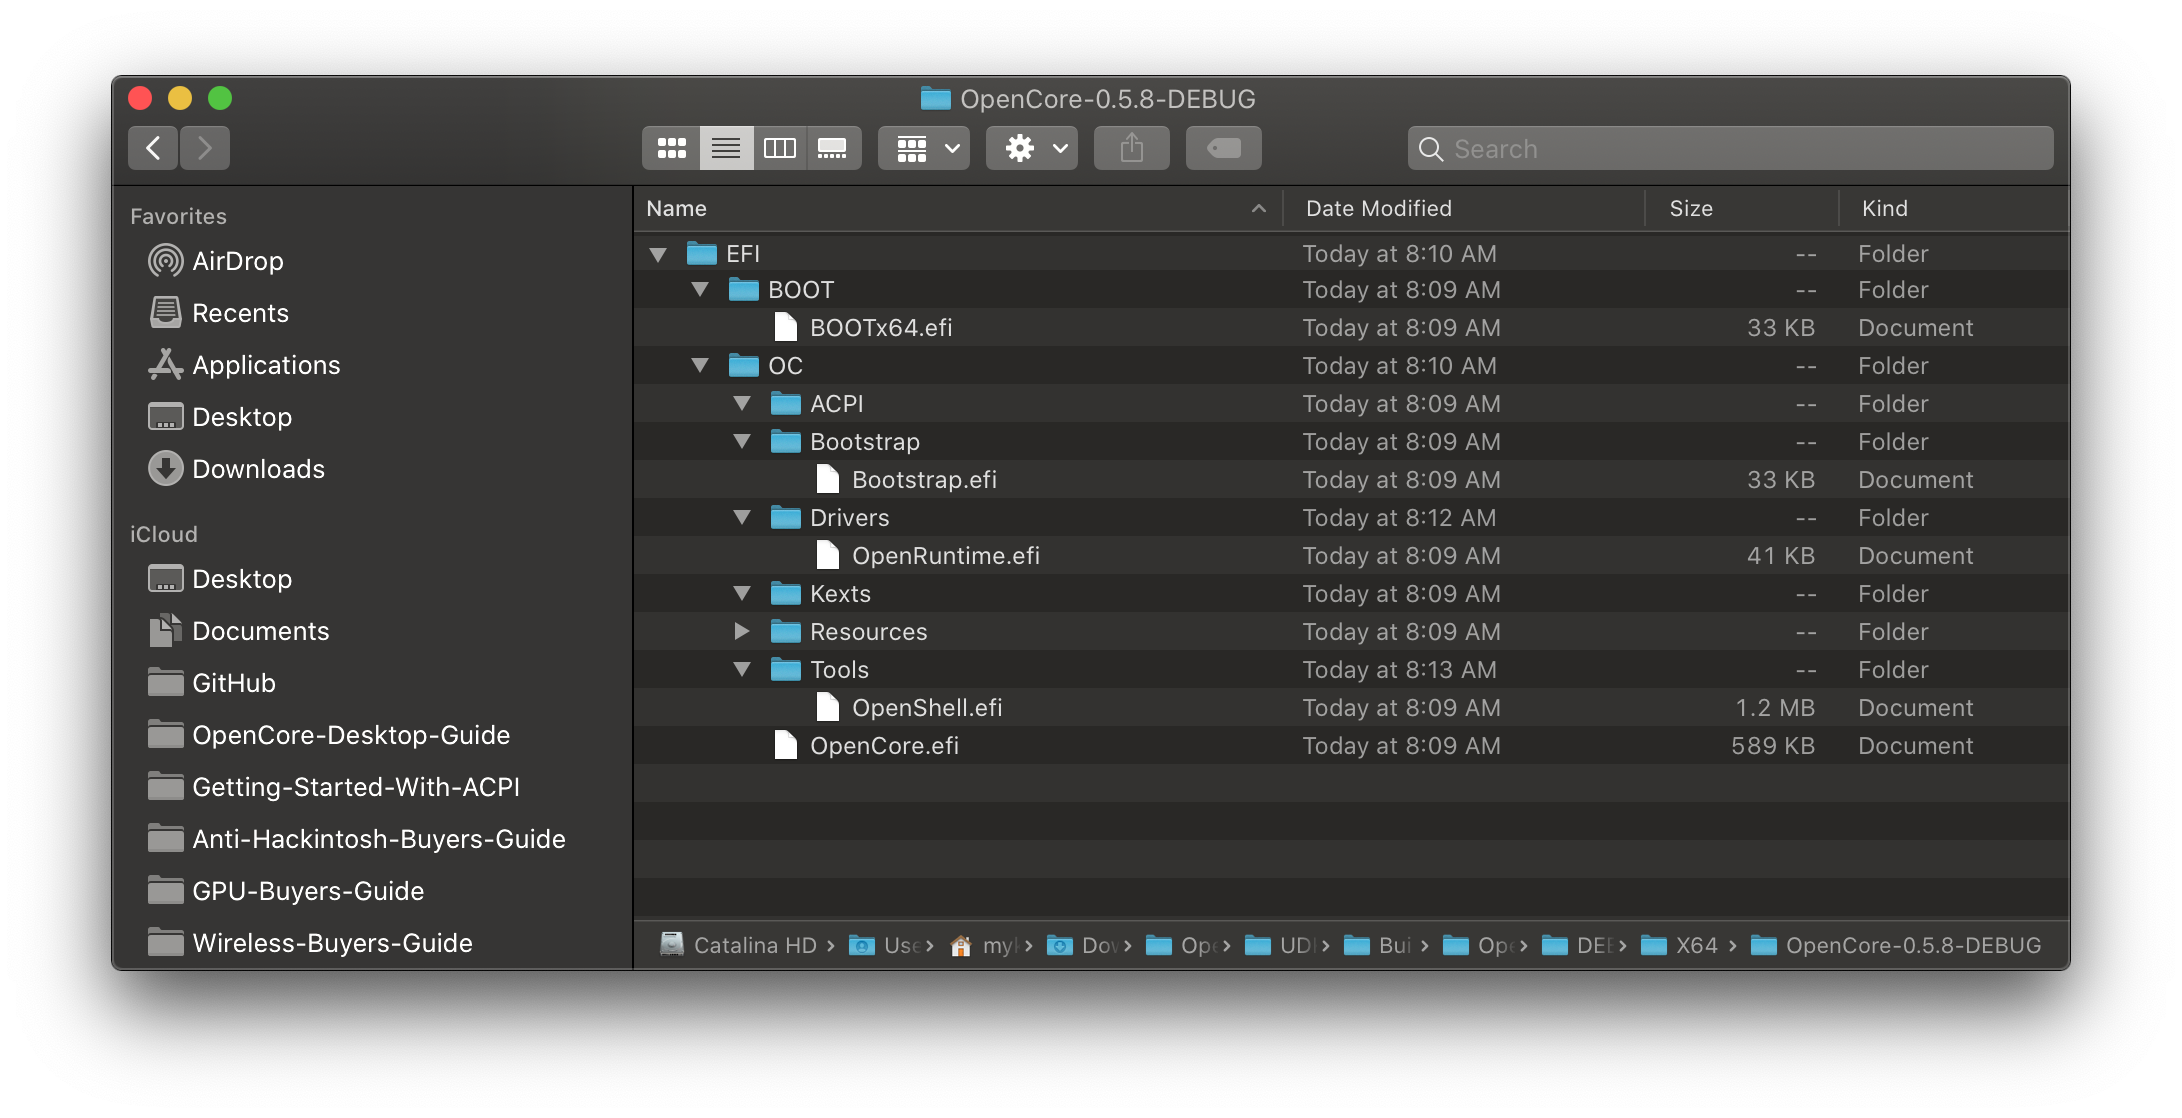 OpenCore-0.5.8-DEBUG
Search
Favorites
AirDrop
Recents
Applications
Desktop
Downloads
iCloud
Desktop
Documents
GitHub
OpenCore-Desktop-Guide
Getting-Started-With-ACPI
Anti-Hackintosh-Buyers-Guide
GPU-Buyers-Guide
Wireless-Buyers-Guide
Name Date Modified Size Kind
EFI Today at 8:10 AM -- Folder
BOOT Today at 8:09 AM -- Folder
BOOTx64.efi Today at 8:09 AM 33 KB Document
OC Today at 8:10 AM -- Folder
ACPI Today at 8:09 AM -- Folder
Bootstrap Today at 8:09 AM -- Folder
Bootstrap.efi Today at 8:09 AM 33 KB Document
Drivers Today at 8:12 AM -- Folder
OpenRuntime.efi Today at 8:09 AM 41 KB Document
Kexts Today at 8:09 AM -- Folder
Resources Today at 8:09 AM -- Folder
Tools Today at 8:13 AM -- Folder
OpenShell.efi Today at 8:09 AM 1.2 MB Document
OpenCore.efi Today at 8:09 AM 589 KB Document
Catalina HD › Use › my › Dov › Ope › UD › Bui › Op › DEB › X64 › OpenCore-0.5.8-DEBUG